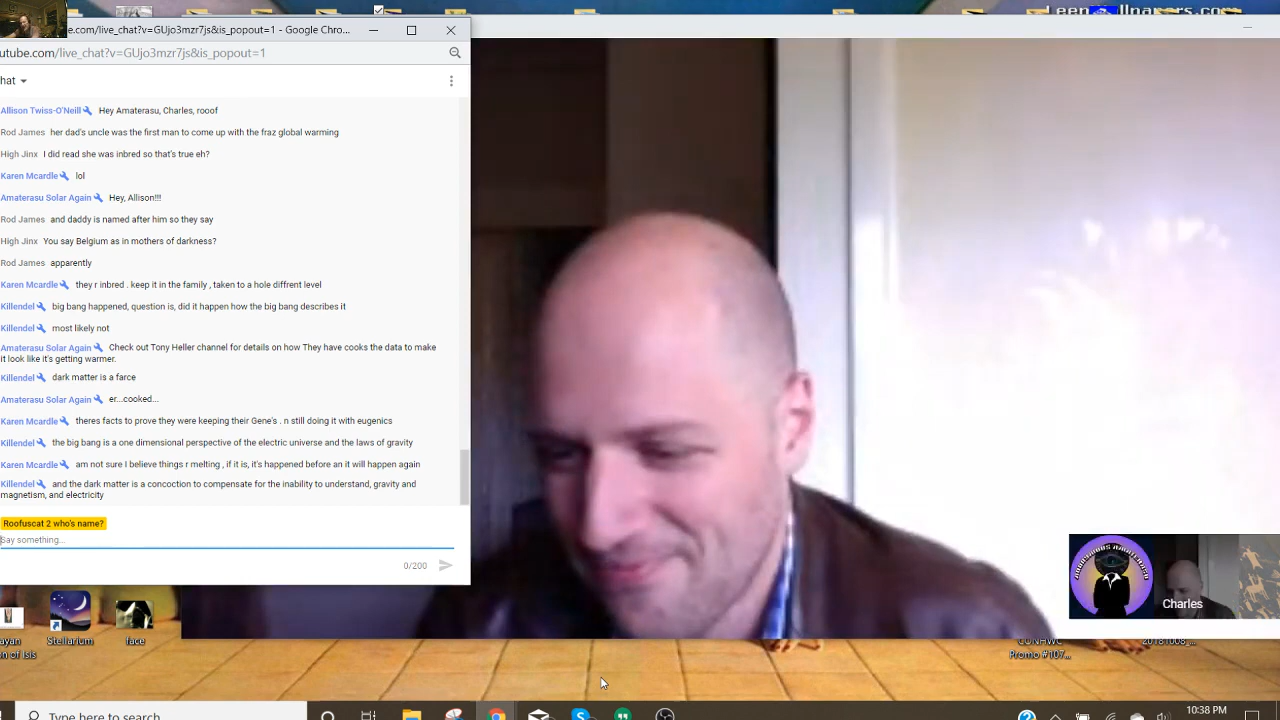 eenWallpapers.com
e.com/live_chat?v=GUjo3mzr7js&is_popout=1 - Google Chro...
utube.com/live_chat?v=GUjo3mzr7js&is_popout=1
hat
Allison Twiss-O'Neill Hey Amaterasu, Charles, rooof
Rod James her dad's uncle was the first man to come up with the fraz global warming
High Jinx I did read she was inbred so that's true eh?
Karen Mcardle lol
Amaterasu Solar Again Hey, Allison!!!
Rod James and daddy is named after him so they say
High Jinx You say Belgium as in mothers of darkness?
Rod James apparently
Karen Mcardle they r inbred . keep it in the family , taken to a hole diffrent level
Killendel big bang happened, question is, did it happen how the big bang describes it
Killendel most likely not
Amaterasu Solar Again Check out Tony Heller channel for details on how They have cooks the data to make
it look like it's getting warmer.
Killendel dark matter is a farce
Amaterasu Solar Again er...cooked...
Karen Mcardle theres facts to prove they were keeping their Gene's . n still doing it with eugenics
Killendel the big bang is a one dimensional perspective of the electric universe and the laws of gravity
Karen Mcardle am not sure I believe things r melting , if it is, it's happened before an it will happen again
Killendel and the dark matter is a concoction to compensate for the inability to understand, gravity and
magnetism, and electricity
Roofuscat 2 who's name?
Say something...
0/200
Charles
ayan
on of Isis
Stellarium
face
CONHWC
Promo #107...
20181008_...
Type here to search
10:38 PM